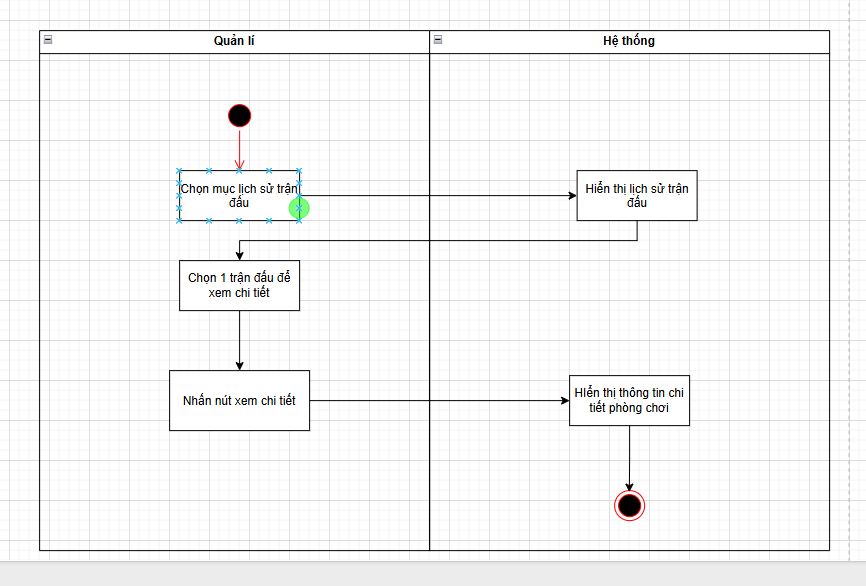 Quản lí
Hệ thống
Chọn mục lịch sử trận
đấu
Hiển thị lịch sử trận
đấu
Chọn 1 trận đấu để
xem chi tiết
Nhấn nút xem chi tiết
HIển thị thông tin chi
tiết phòng chơi